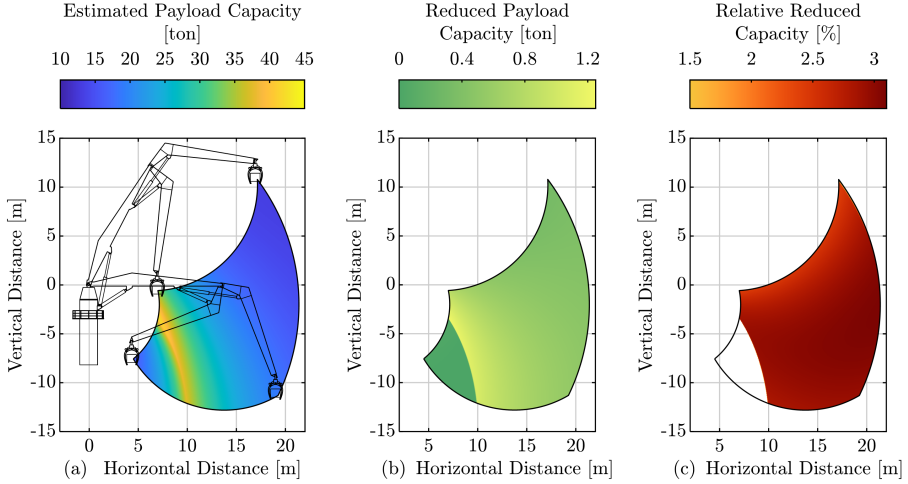 Estimated Payload Capacity
[ton]
10 15 20 25 30 35 40 45
15
10
5
0
-5
-10
-15
Vertical Distance [m]
0 5 10 15 20
(a) Horizontal Distance [m]
Reduced Payload
Capacity [ton]
0 0.4 0.8 1.2
15
10
5
0
-5
-10
-15
Vertical Distance [m]
5 10 15 20
(b) Horizontal Distance [m]
Relative Reduced
Capacity [%]
1.5 2 2.5 3
15
10
5
0
-5
-10
-15
Vertical Distance [m]
5 10 15 20
(c) Horizontal Distance [m]